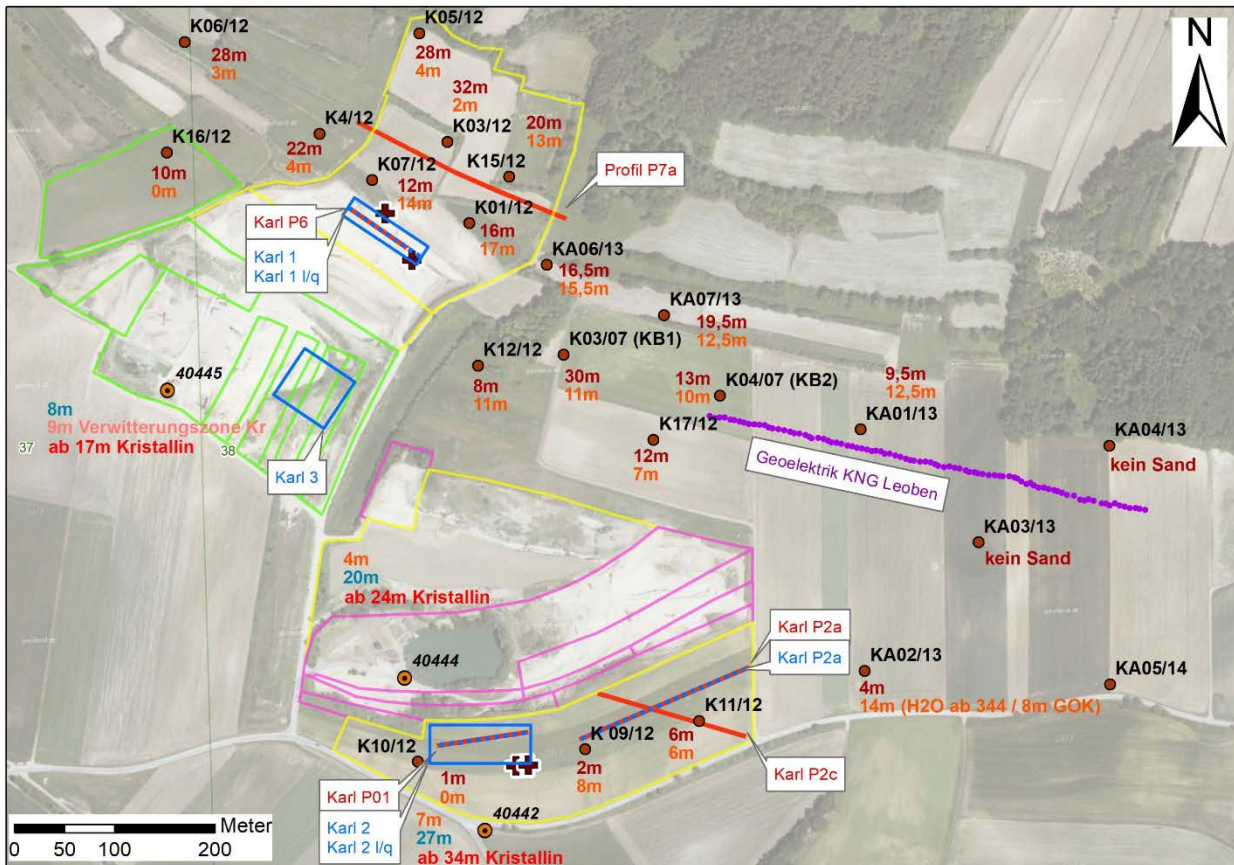 K06/12
28m
3m
K05/12
28m
4m
N
32m
2m
K4/12
22m
4m
K03/12
20m
13m
K16/12
10m
0m
K07/12
12m
14m
K15/12
Profil P7a
Karl P6
Karl 1
Karl 1 l/q
K01/12
16m
17m
KA06/13
16,5m
15,5m
KA07/13
19,5m
12,5m
K03/07 (KB1)
30m
11m
K12/12
8m
11m
13m
10m
K04/07 (KB2)
9,5m
12,5m
KA01/13
40445
8m
9m Verwitterungszone Kr
ab 17m Kristallin
37
38
Karl 3
K17/12
12m
7m
Geoelektrik KNG Leoben
KA04/13
kein Sand
KA03/13
kein Sand
4m
20m
ab 24m Kristallin
40444
Karl P2a
Karl P2a
KA02/13
4m
14m (H2O ab 344 / 8m GOK)
KA05/14
K10/12
1m
0m
K 09/12
2m
8m
K11/12
6m
6m
Karl P2c
Karl P01
Karl 2
Karl 2 l/q
40442
7m
27m
ab 34m Kristallin
Meter
0 50 100 200